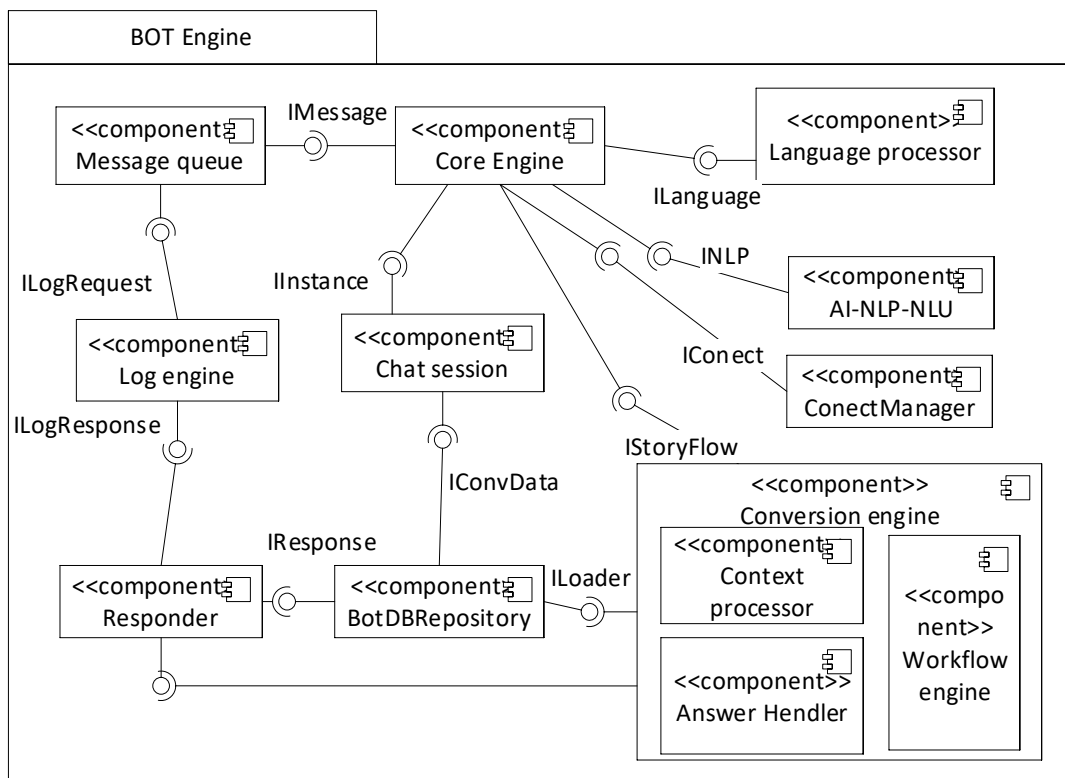 BOT Engine
<<component
Message queue
IMessage
<<component
Core Engine
<<component>>
Language processor
ILanguage
ILogRequest
IInstance
INLP
<<component
AI-NLP-NLU
<<component
Log engine
<<component
Chat session
IConect
<<component
ConectManager
ILogResponse
IStoryFlow
IConvData
<<component>>
Conversion engine
IResponse
ILoader
<<component
Context
processor
<<component
Responder
<<component
BotDBRepository
<<compo
nent>>
Workflow
engine
<<component>>
Answer Hendler